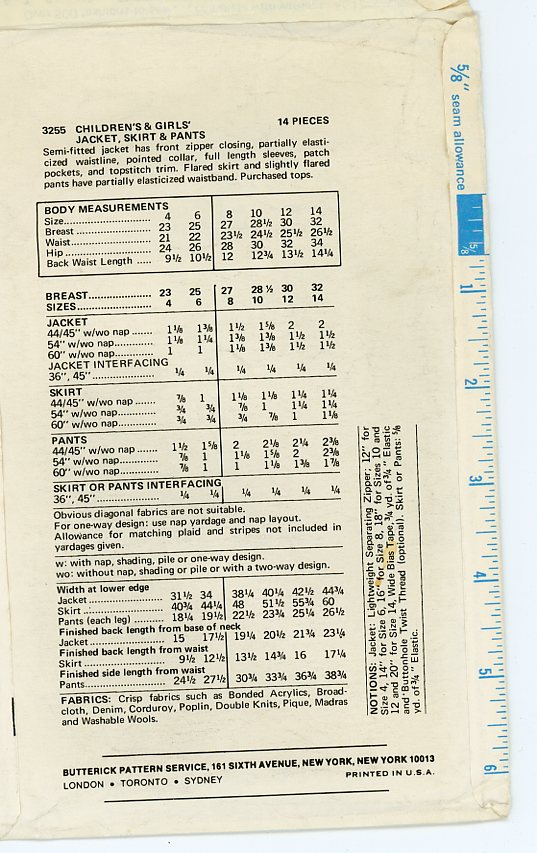 3255 CHILDREN'S & GIRLS' 14 PIECES
JACKET, SKIRT & PANTS
Semi-fitted jacket has front zipper closing, partially elasti-
cized waistline, pointed collar, full length sleeves, patch
pockets, and topstitch trim. Flared skirt and slightly flared
pants have partially elasticized waistband. Purchased tops.
BODY MEASUREMENTS
Size 4 6 8 10 12 14
Breast 23 25 27 28½ 30 32
Waist 21 22 23½ 24½ 25½ 26½
Hip 24 26 28 30 32 34
Back Waist Length 9½ 10½ 12 12¾ 13½ 14¼
BREAST 23 25 27 28½ 30 32
SIZES 4 6 8 10 12 14
JACKET
44/45" w/wo nap 1⅛ 1⅜ 1½ 1⅝ 2 2
54" w/wo nap 1⅛ 1¼ 1⅜ 1⅜ 1½ 1½
60" w/wo nap 1 1 1⅛ 1⅜ 1½ 1½
JACKET INTERFACING
36", 45" ¼ ¼ ¼ ¼ ¼ ¼
SKIRT
44/45" w/wo nap ⅞ 1 1⅛ 1⅛ 1¼ 1¼
54" w/wo nap ¾ ¾ ⅞ 1 1¼ 1¼
60" w/wo nap ¾ ¾ ¾ ⅞ 1 1⅛
PANTS
44/45" w/wo nap 1½ 1⅝ 2 2⅛ 2¼ 2⅜
54" w/wo nap ⅞ 1 1⅛ 1⅝ 2 2⅜
60" w/wo nap ⅞ 1 1 1⅛ 1⅜ 1⅞
SKIRT OR PANTS INTERFACING
36", 45" ¼ ¼ ¼ ¼ ¼ ¼
Obvious diagonal fabrics are not suitable.
For one-way design: use nap yardage and nap layout.
Allowance for matching plaid and stripes not included in
yardages given.
w: with nap, shading, pile or one-way design.
wo: without nap, shading or pile or with a two-way design.
Width at lower edge
Jacket 31½ 34 38¼ 40¼ 42½ 44¾
Skirt 40¾ 44¼ 48 51½ 55¾ 60
Pants (each leg) 18¼ 19½ 22½ 23¾ 25¼ 26½
Finished back length from base of neck
Jacket 15 17½ 19¼ 20½ 21¾ 23¼
Finished back length from waist
Skirt 9½ 12½ 13½ 14¾ 16 17¼
Finished side length from waist
Pants 24½ 27½ 30¾ 33¾ 36¾ 38¾
FABRICS: Crisp fabrics such as Bonded Acrylics, Broad-
cloth, Denim, Corduroy, Poplin, Double Knits, Pique, Madras
and Washable Wools.
NOTIONS: Jacket: Lightweight Separating Zipper; 12" for
Size 4, 14" for Size 6, 16" for Size 8, 18" for Sizes 10 and
12 and 20" for Size 14, Wide Bias Tape, ¾ yd. of ¾" Elastic
and Buttonhole Twist Thread (optional). Skirt or Pants: ⅝
yd. of ¾" Elastic.
BUTTERICK PATTERN SERVICE, 161 SIXTH AVENUE, NEW YORK, NEW YORK 10013
LONDON • TORONTO • SYDNEY PRINTED IN U.S.A.
⅝" seam allowance
⅝
1
2
3
4
5
6